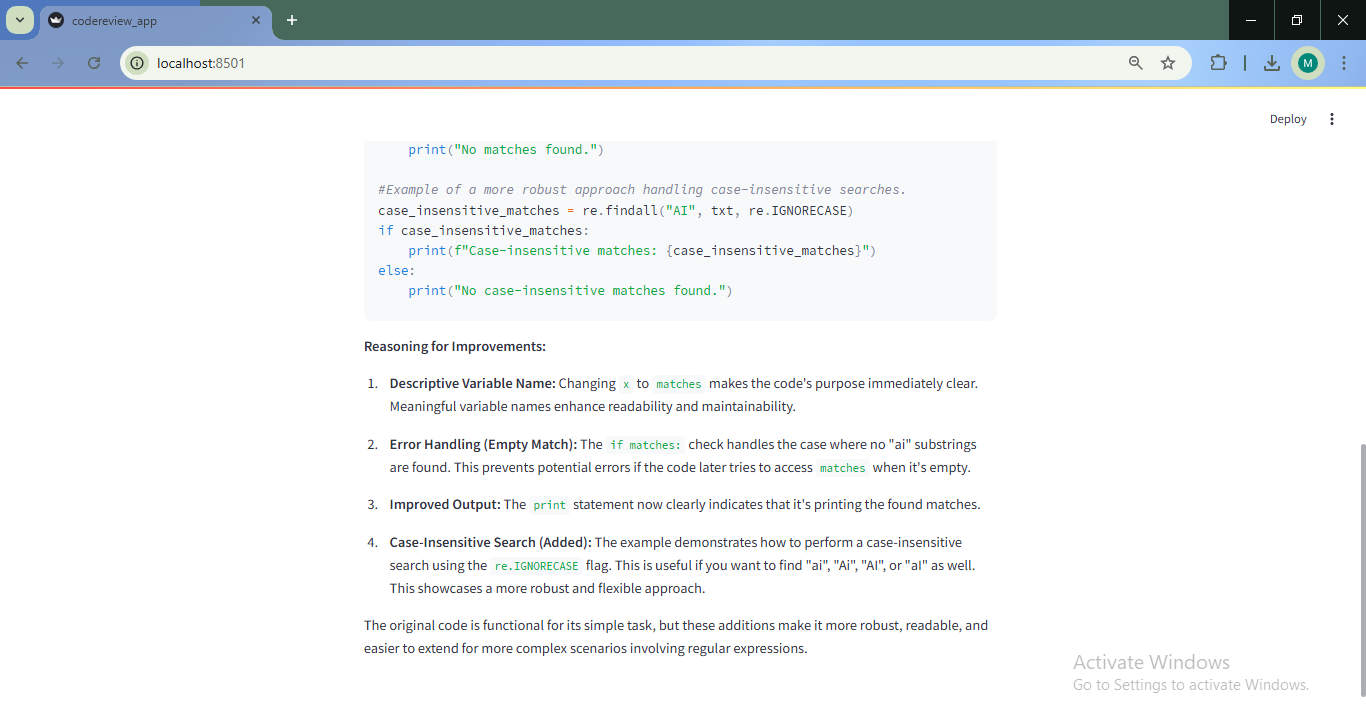 codereview_app
localhost:8501
M
Deploy
print("No matches found.")
#Example of a more robust approach handling case-insensitive searches.
case_insensitive_matches = re.findall("AI", txt, re.IGNORECASE)
if case_insensitive_matches:
print(f"Case-insensitive matches: {case_insensitive_matches}")
else:
print("No case-insensitive matches found.")
Reasoning for Improvements:
1. Descriptive Variable Name: Changing x to matches makes the code's purpose immediately clear.
Meaningful variable names enhance readability and maintainability.
2. Error Handling (Empty Match): The if matches: check handles the case where no "ai" substrings
are found. This prevents potential errors if the code later tries to access matches when it's empty.
3. Improved Output: The print statement now clearly indicates that it's printing the found matches.
4. Case-Insensitive Search (Added): The example demonstrates how to perform a case-insensitive
search using the re.IGNORECASE flag. This is useful if you want to find "ai", "Ai", "AI", or "aI" as well.
This showcases a more robust and flexible approach.
The original code is functional for its simple task, but these additions make it more robust, readable, and
easier to extend for more complex scenarios involving regular expressions.
Activate Windows
Go to Settings to activate Windows.